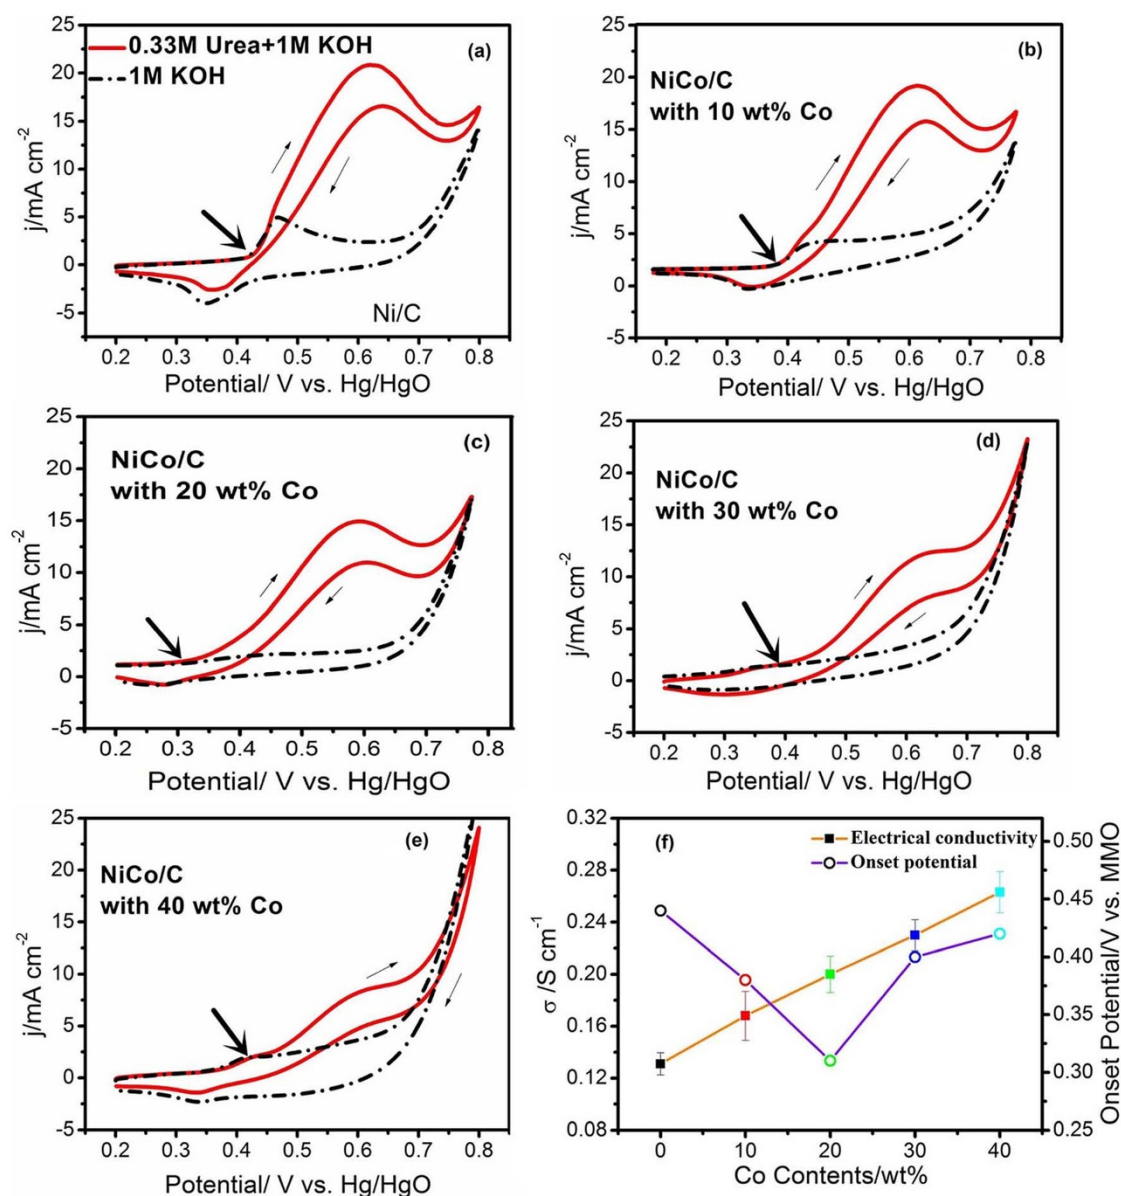 (a)
0.33M Urea+1M KOH
1M KOH
25
20
15
10
5
0
-5
j/mA cm-2
Ni/C
0.2 0.3 0.4 0.5 0.6 0.7 0.8
Potential/ V vs. Hg/HgO
(b)
NiCo/C
with 10 wt% Co
25
20
15
10
5
0
-5
j/mA cm-2
0.2 0.3 0.4 0.5 0.6 0.7 0.8
Potential/ V vs. Hg/HgO
(c)
NiCo/C
with 20 wt% Co
25
20
15
10
5
0
-5
j/mA cm-2
0.2 0.3 0.4 0.5 0.6 0.7 0.8
Potential/ V vs. Hg/HgO
(d)
NiCo/C
with 30 wt% Co
25
20
15
10
5
0
-5
j/mA cm-2
0.2 0.3 0.4 0.5 0.6 0.7 0.8
Potential/ V vs. Hg/HgO
(e)
NiCo/C
with 40 wt% Co
25
20
15
10
5
0
-5
j/mA cm-2
0.2 0.3 0.4 0.5 0.6 0.7 0.8
Potential/ V vs. Hg/HgO
(f)
Electrical conductivity
Onset potential
0.32
0.28
0.24
0.20
0.16
0.12
0.08
σ /S cm-1
0.50
0.45
0.40
0.35
0.30
0.25
Onset Potential/V vs. MMO
0 10 20 30 40
Co Contents/wt%